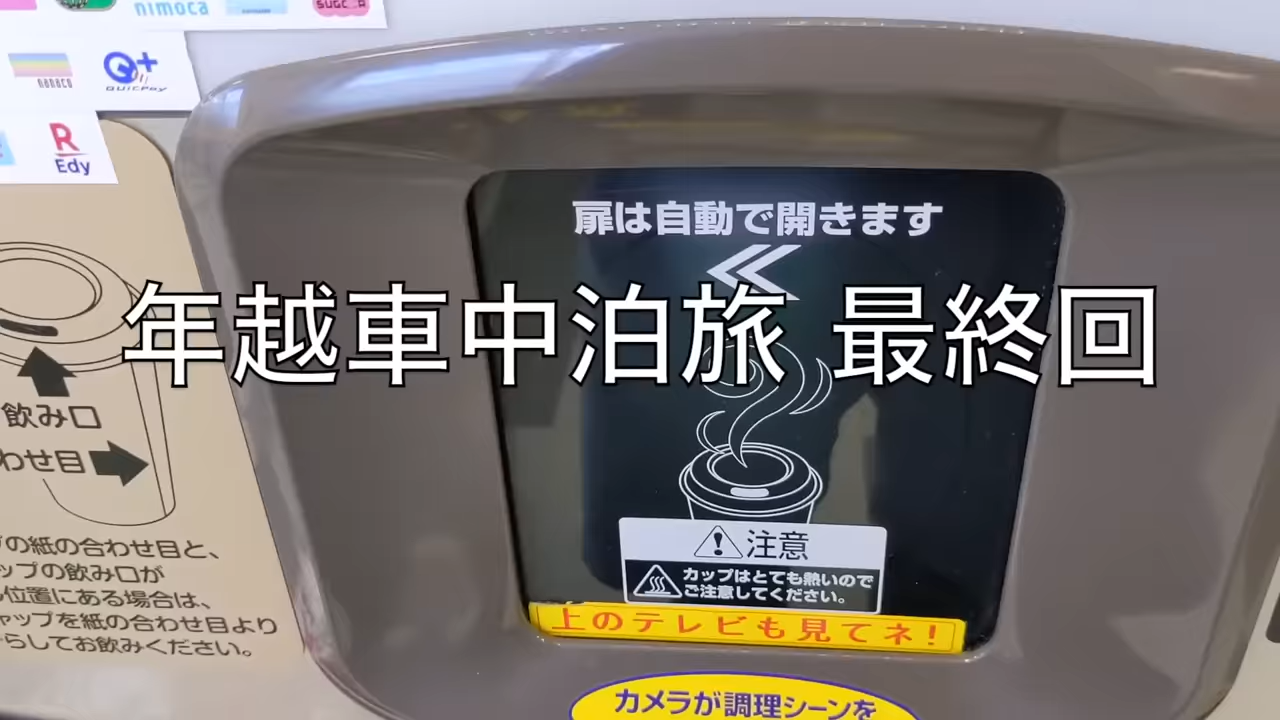 nimoca
nanaco
QUICPay
R
Edy
扉は自動で開きます
年越車中泊旅 最終回
飲み口
わせ目
の紙の合わせ目と、
ップの飲み口が
位置にある場合は、
ャップを紙の合わせ目より
らしてお飲みください。
注意
カップはとても熱いので
ご注意してください。
上のテレビも見てネ!
カメラが調理シーンを